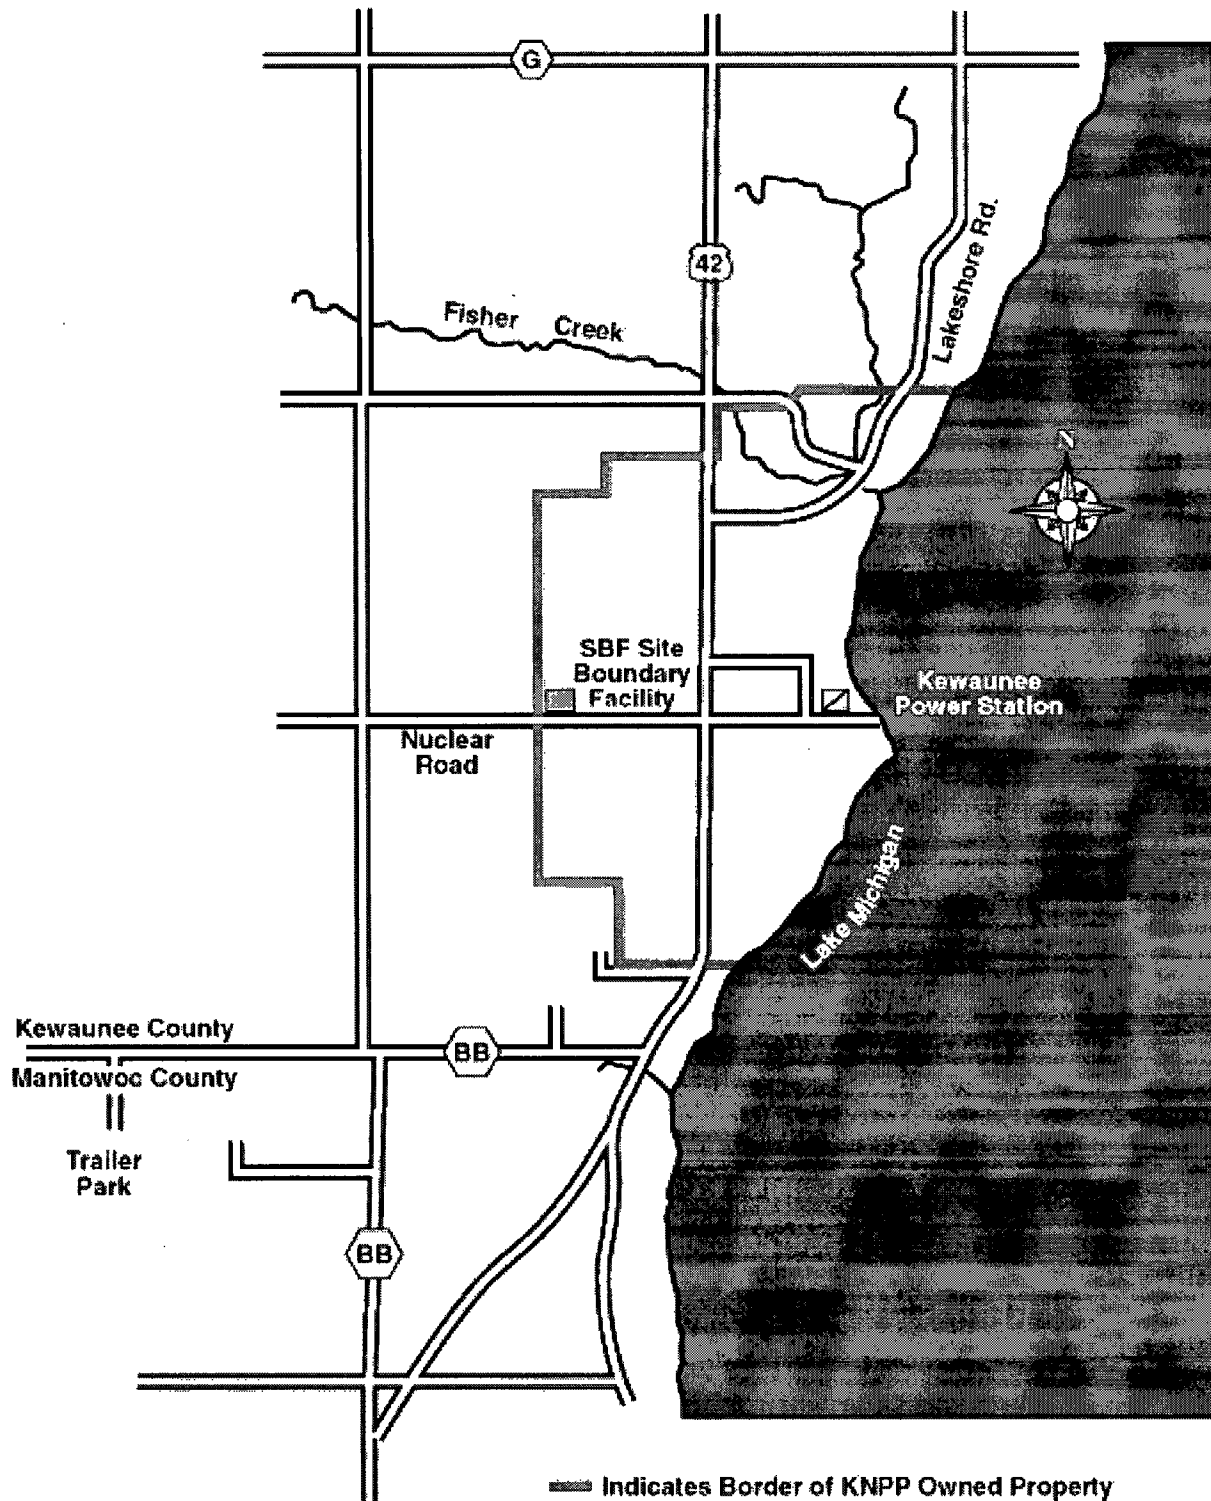 G
42
Lakeshore Rd.
Fisher Creek
N
SBF Site
Boundary
Facility
Kewaunee
Power Station
Nuclear
Road
Lake Michigan
Kewaunee County
BB
Manitowoc County
Trailer
Park
BB
Indicates Border of KNPP Owned Property